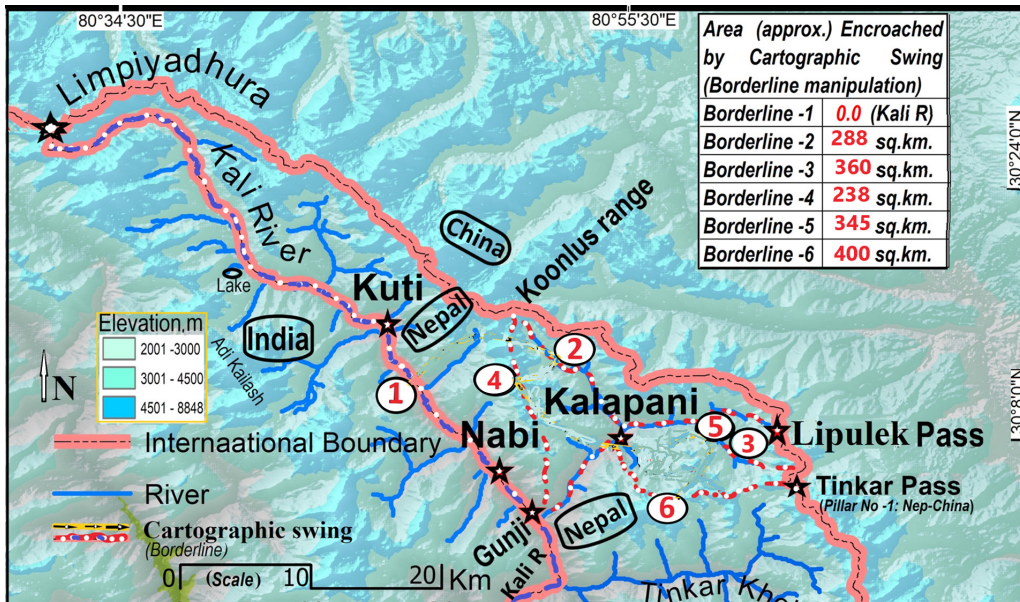 80°34'30"E
80°55'30"E
Area (approx.) Encroached
by Cartographic Swing
(Borderline manipulation)
Borderline -1 0.0 (Kali R)
Borderline -2 288 sq.km.
Borderline -3 360 sq.km.
Borderline -4 238 sq.km.
Borderline -5 345 sq.km.
Borderline -6 400 sq.km.
30°24'0"N
30°8'0"N
Limpiyadhura
Kali River
China
Koonlus range
Lake
Kuti
Nepal
India
Adi Kailash
Elevation,m
2001 -3000
3001 - 4500
4501 - 8848
N
1
2
4
Kalapani
5
3
Lipulek Pass
Nabi
Internaational Boundary
Tinkar Pass
(Pillar No -1: Nep-China)
River
6
Nepal
Gunji
Cartographic swing
(Borderline)
Kali R
0 (Scale) 10 20 Km
Tinkar Kho